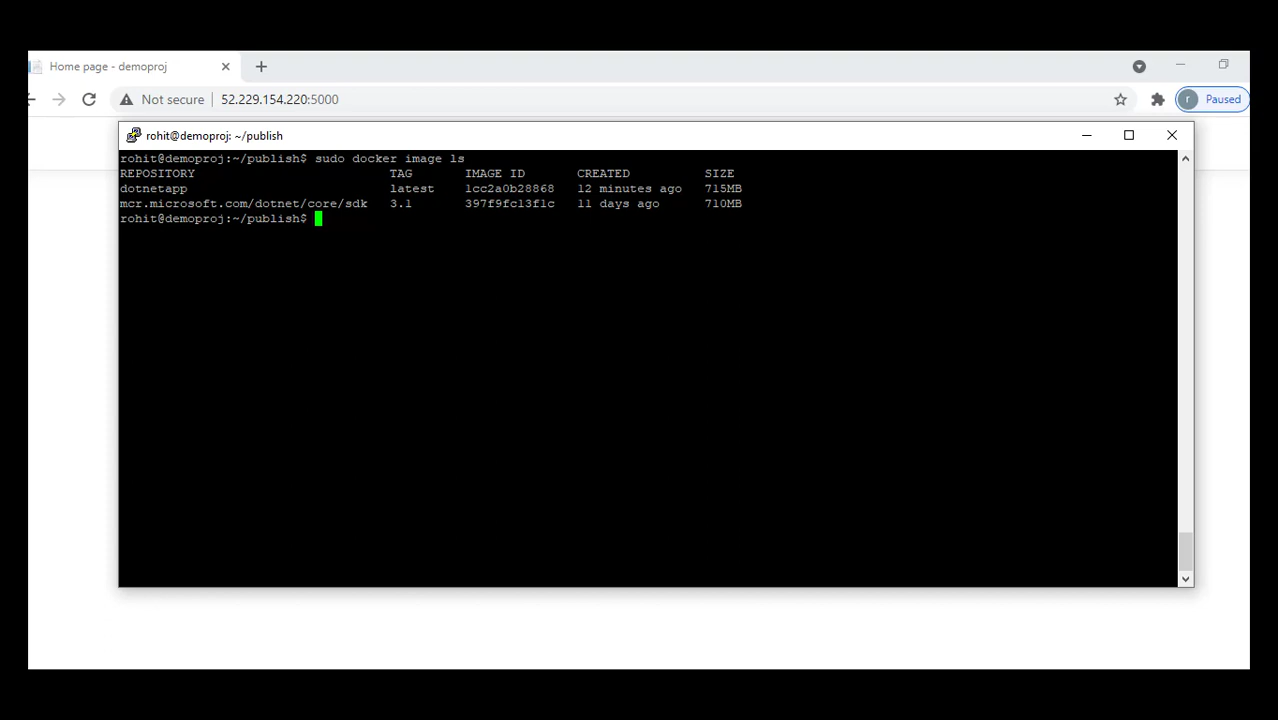 Home page - demoproj
Not secure 52.229.154.220:5000
r Paused
rohit@demoproj: ~/publish
rohit@demoproj:~/publish$ sudo docker image ls
REPOSITORY TAG IMAGE ID CREATED SIZE
dotnetapp latest 1cc2a0b28868 12 minutes ago 715MB
mcr.microsoft.com/dotnet/core/sdk 3.1 397f9fc13f1c 11 days ago 710MB
rohit@demoproj:~/publish$